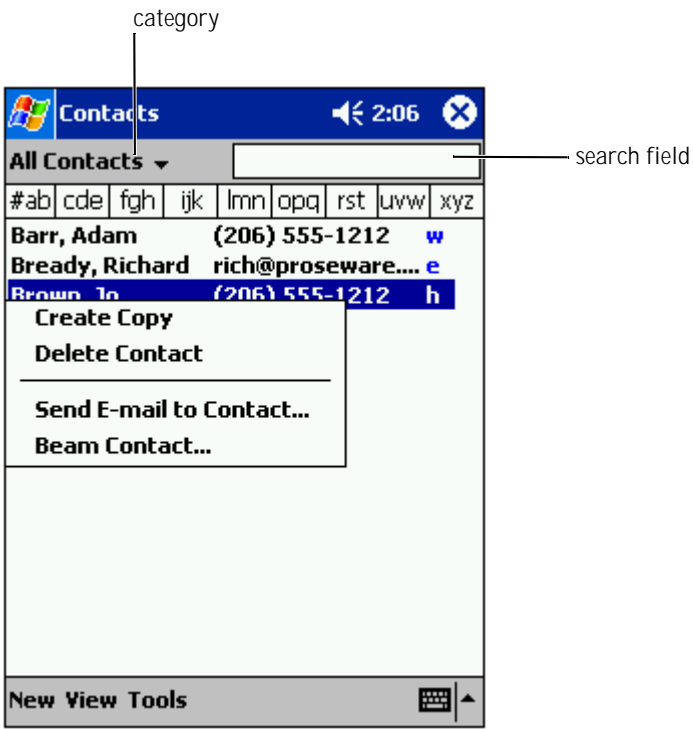 category
Contacts 2:06
All Contacts
search field
#ab cde fgh ijk lmn opq rst uvw xyz
Barr, Adam (206) 555-1212 w
Bready, Richard rich@proseware.... e
Brown, Jo (206) 555-1212 h
Create Copy
Delete Contact
Send E-mail to Contact...
Beam Contact...
New View Tools